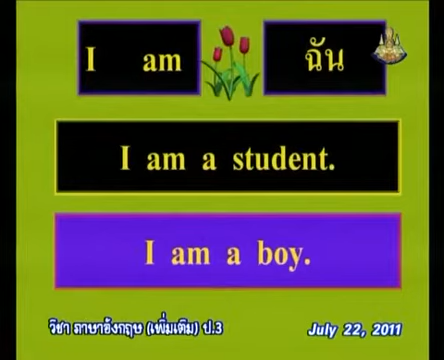 I am ฉัน
I am a student.
I am a boy.
วิชา ภาษาอังกฤษ (เพิ่มเติม) ป.3 July 22, 2011